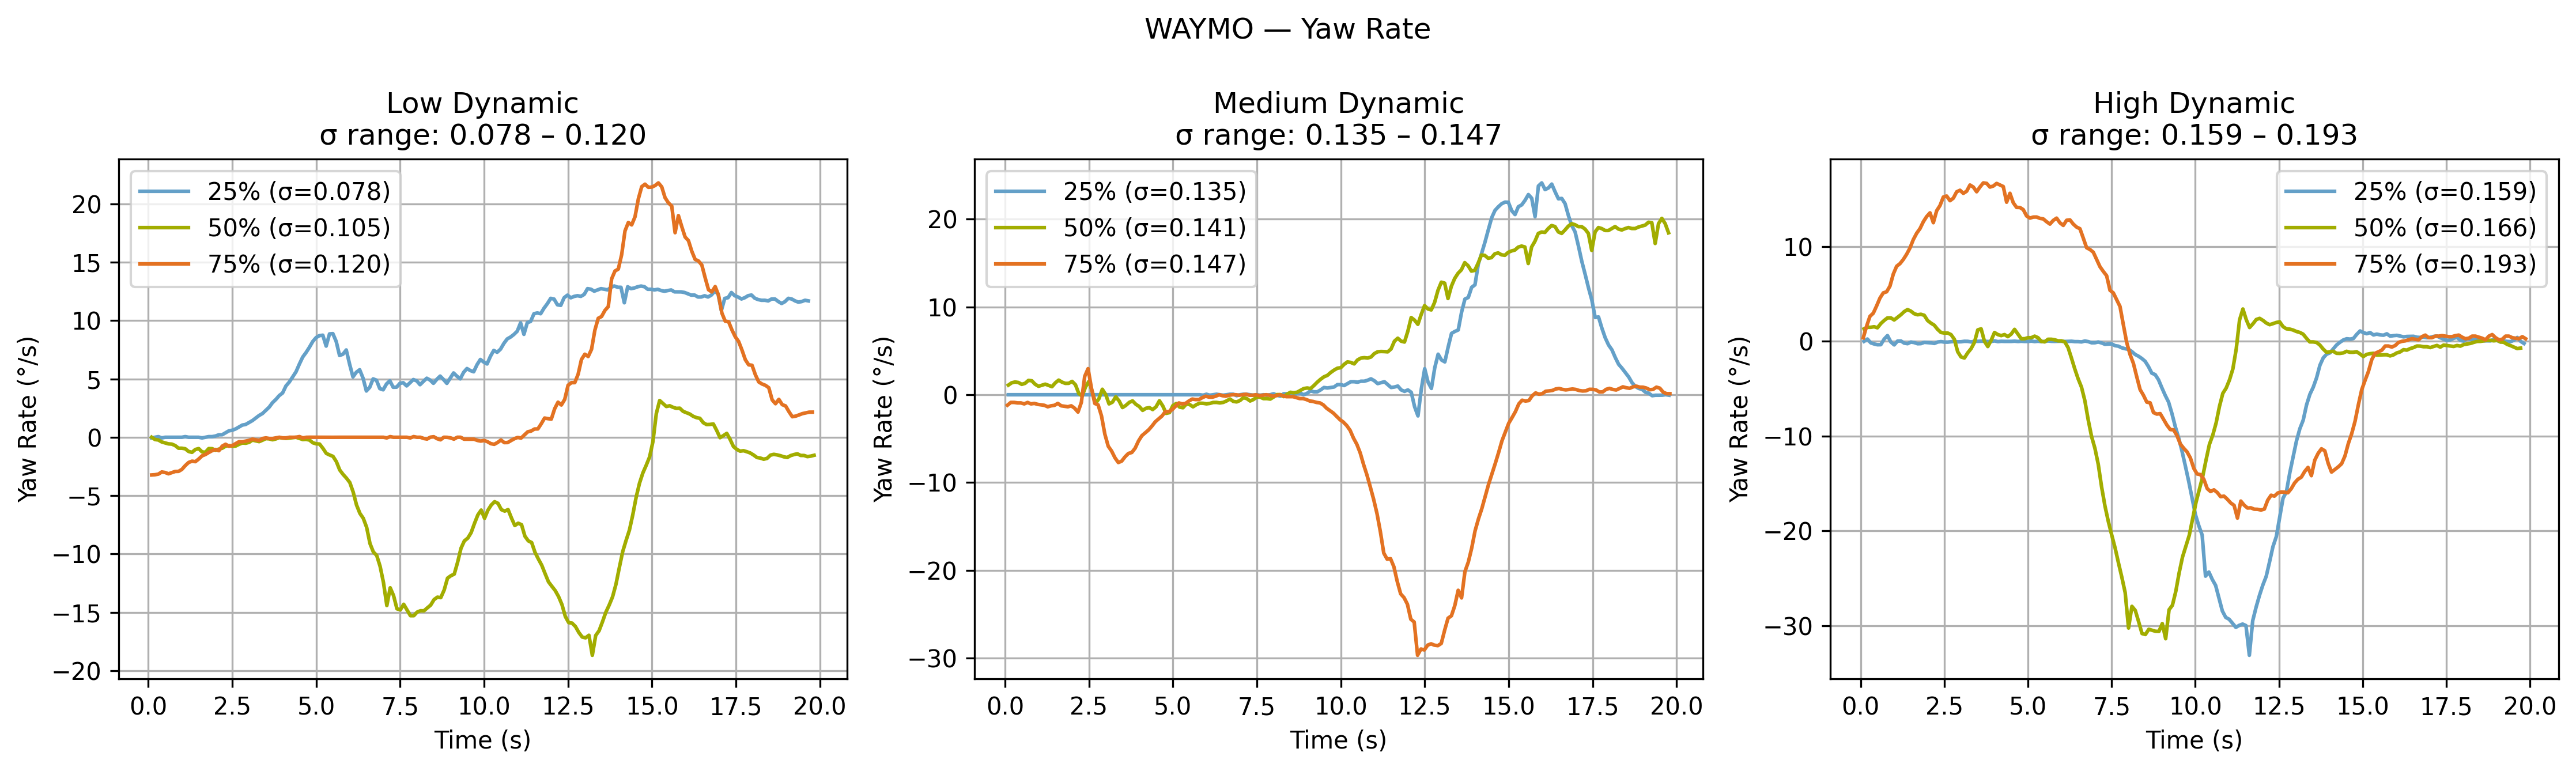 WAYMO — Yaw Rate
Low Dynamic
σ range: 0.078 – 0.120
25% (σ=0.078)
50% (σ=0.105)
75% (σ=0.120)
20
15
10
5
0
−5
−10
−15
−20
Yaw Rate (°/s)
0.0 2.5 5.0 7.5 10.0 12.5 15.0 17.5 20.0
Time (s)
Medium Dynamic
σ range: 0.135 – 0.147
25% (σ=0.135)
50% (σ=0.141)
75% (σ=0.147)
20
10
0
−10
−20
−30
Yaw Rate (°/s)
0.0 2.5 5.0 7.5 10.0 12.5 15.0 17.5 20.0
Time (s)
High Dynamic
σ range: 0.159 – 0.193
25% (σ=0.159)
50% (σ=0.166)
75% (σ=0.193)
10
0
−10
−20
−30
Yaw Rate (°/s)
0.0 2.5 5.0 7.5 10.0 12.5 15.0 17.5 20.0
Time (s)